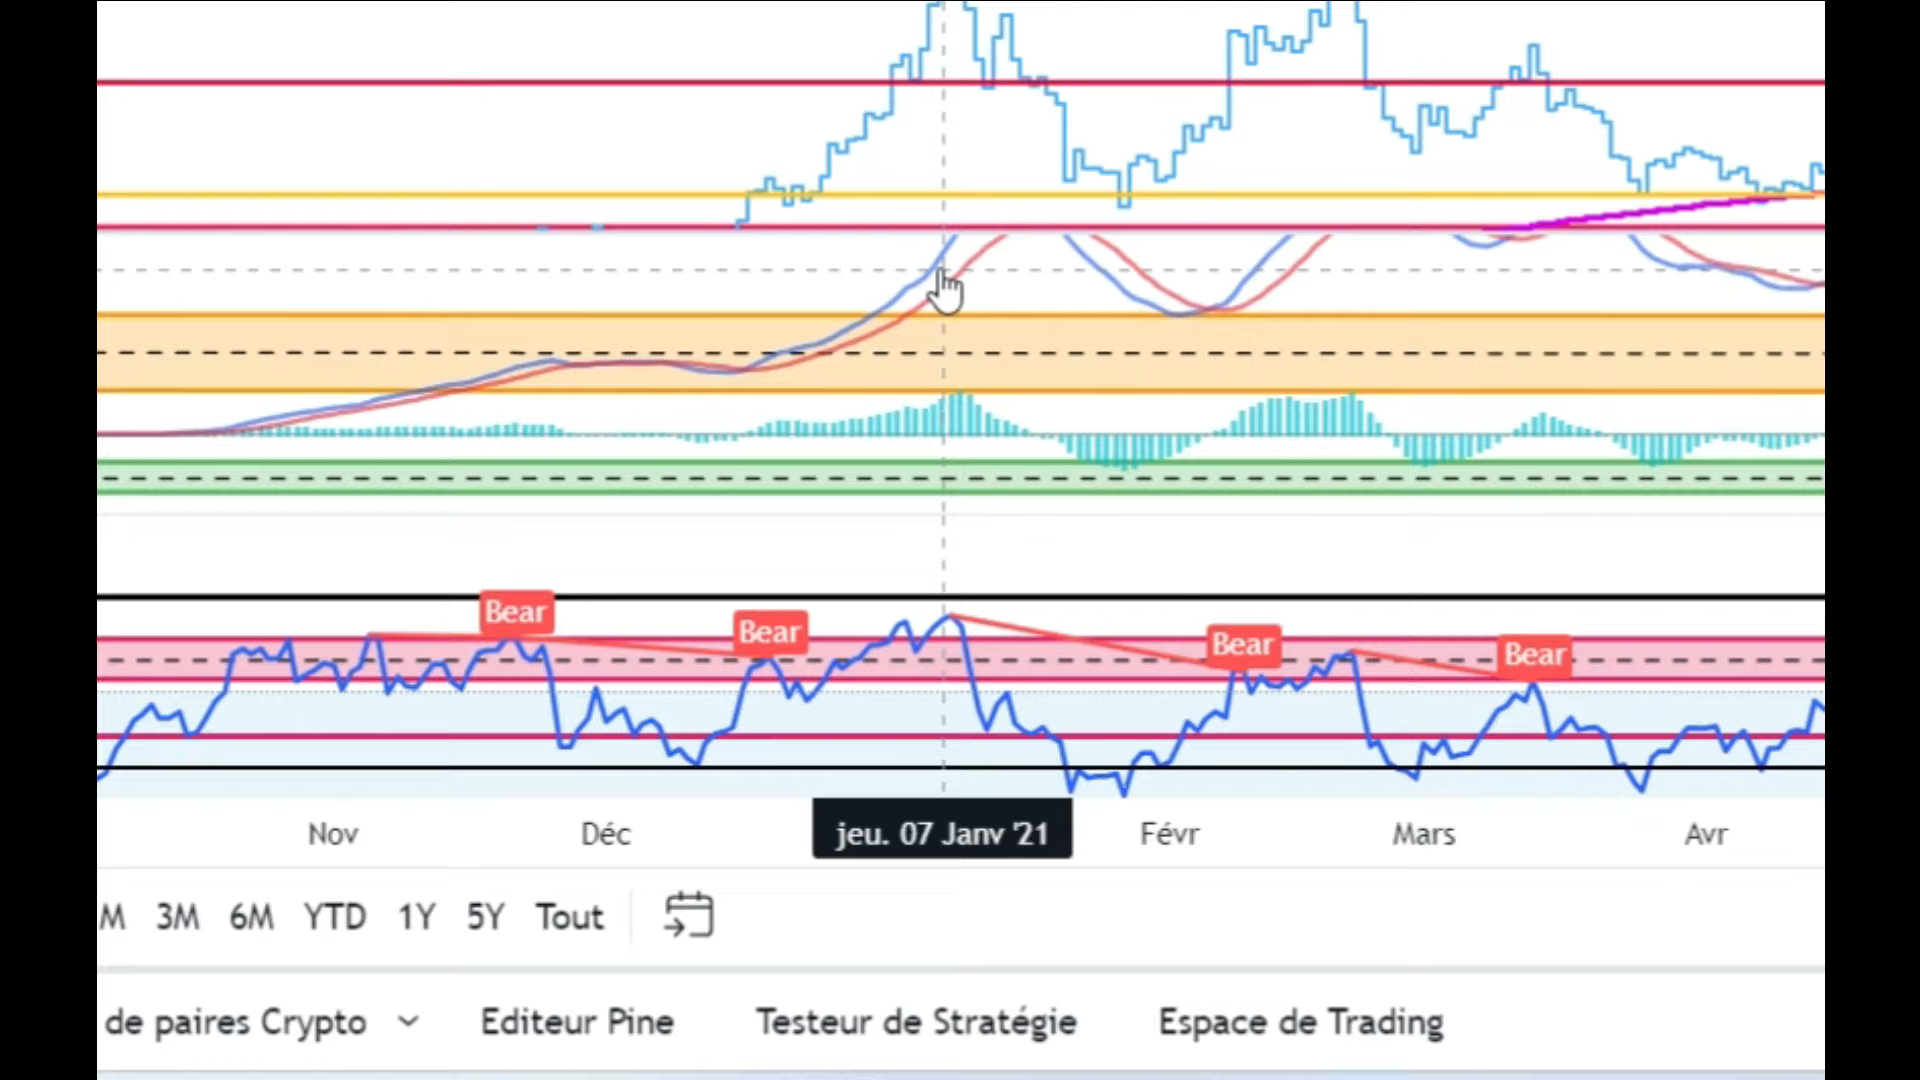 Bear
Bear
Bear
Bear
Nov Déc jeu. 07 Janv '21 Févr Mars Avr
M 3M 6M YTD 1Y 5Y Tout
de paires Crypto Editeur Pine Testeur de Stratégie Espace de Trading